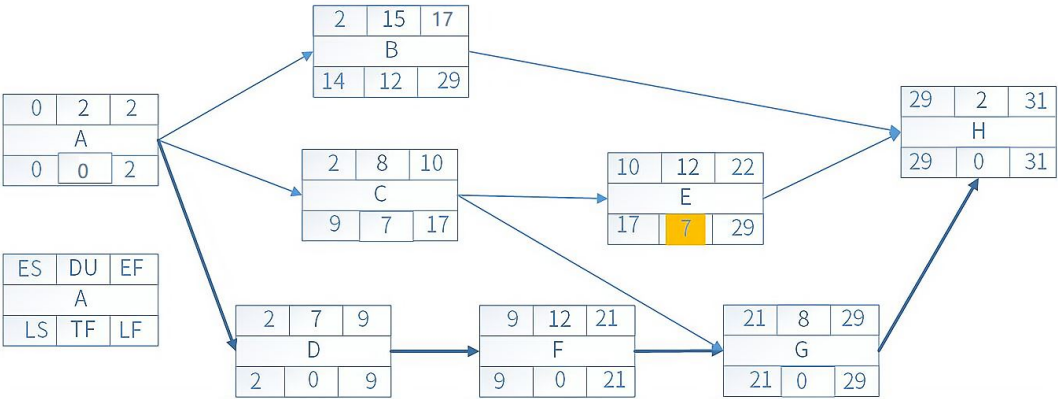 2 15 17
B
14 12 29
0 2 2
A
0 0 2
29 2 31
H
29 0 31
2 8 10
C
9 7 17
10 12 22
E
17 7 29
ES DU EF
A
LS TF LF
2 7 9
D
2 0 9
9 12 21
F
9 0 21
21 8 29
G
21 0 29